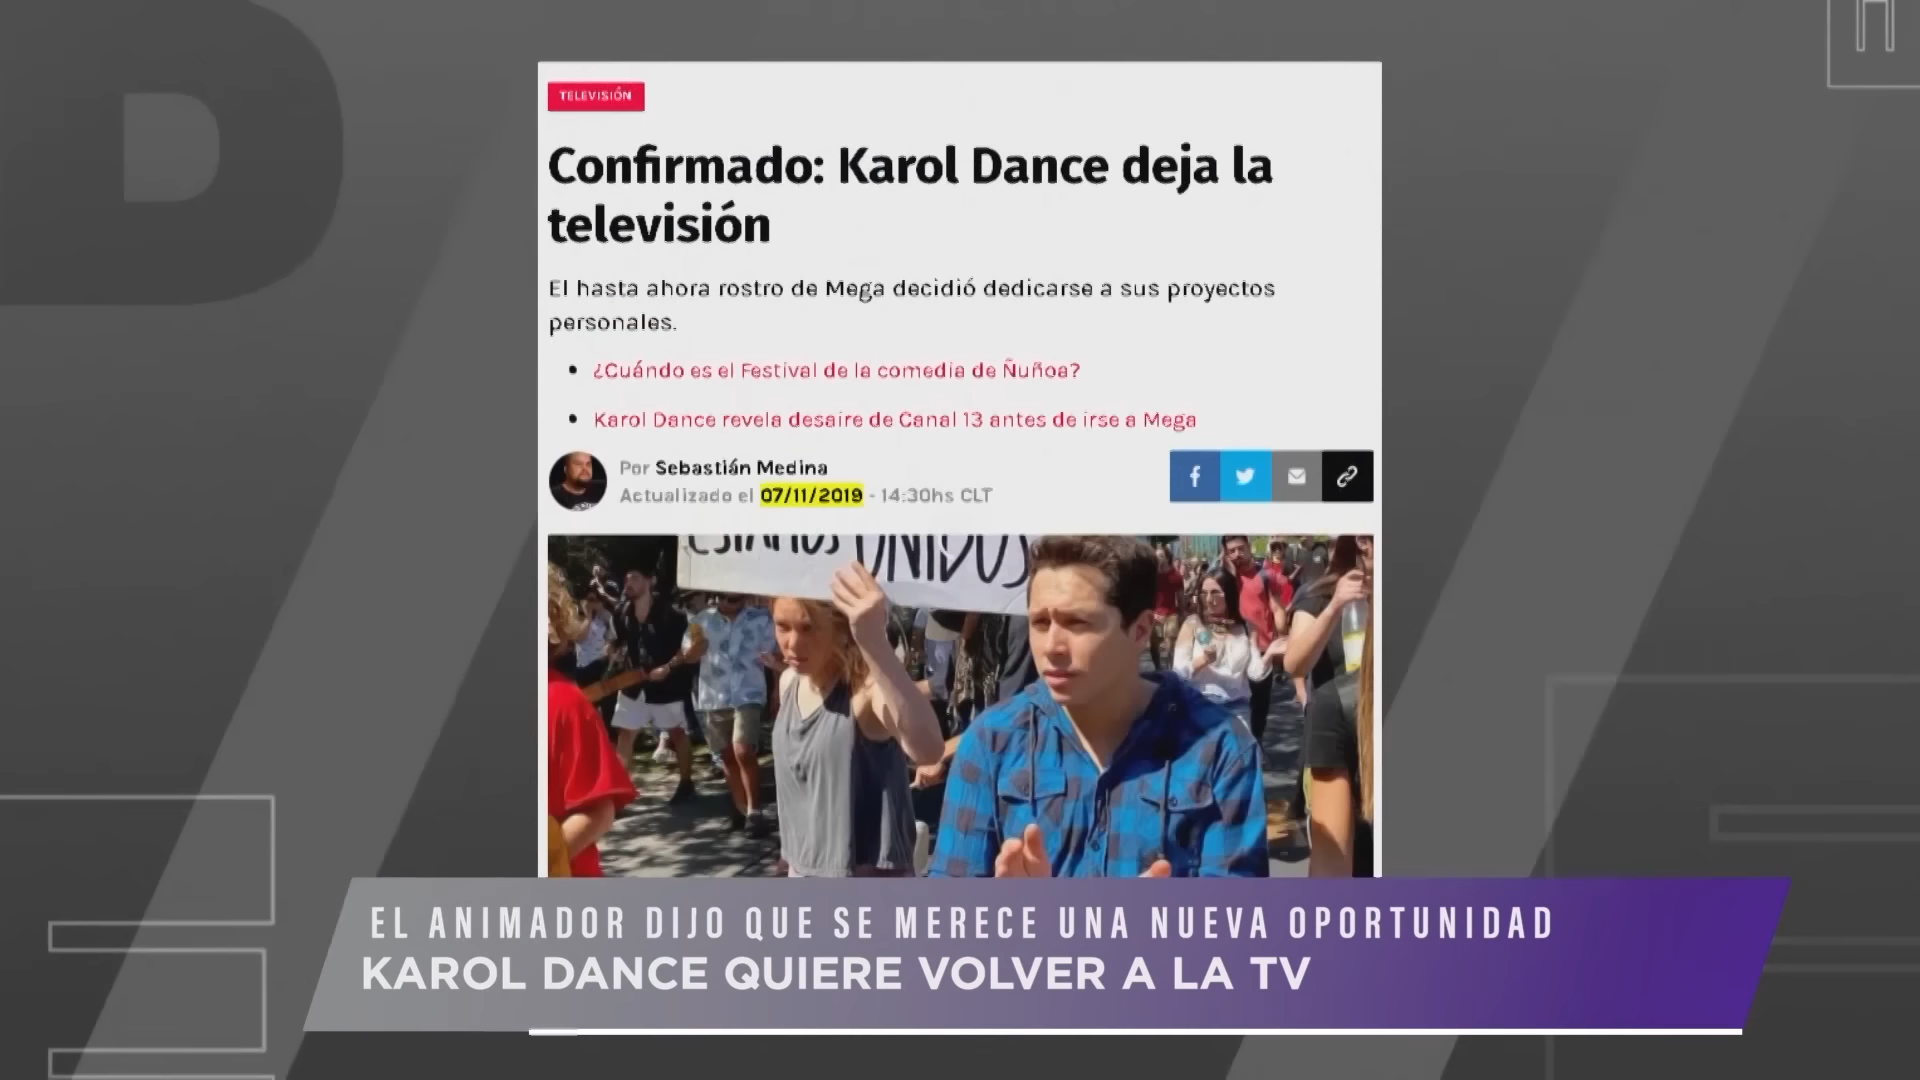 TELEVISIÓN
Confirmado: Karol Dance deja la
televisión
El hasta ahora rostro de Mega decidió dedicarse a sus proyectos
personales.
• ¿Cuándo es el Festival de la comedia de Ñuñoa?
• Karol Dance revela desaire de Canal 13 antes de irse a Mega
Por Sebastián Medina
Actualizado el 07/11/2019 - 14:30hs CLT
ESTAMOS UNIDOS
EL ANIMADOR DIJO QUE SE MERECE UNA NUEVA OPORTUNIDAD
KAROL DANCE QUIERE VOLVER A LA TV